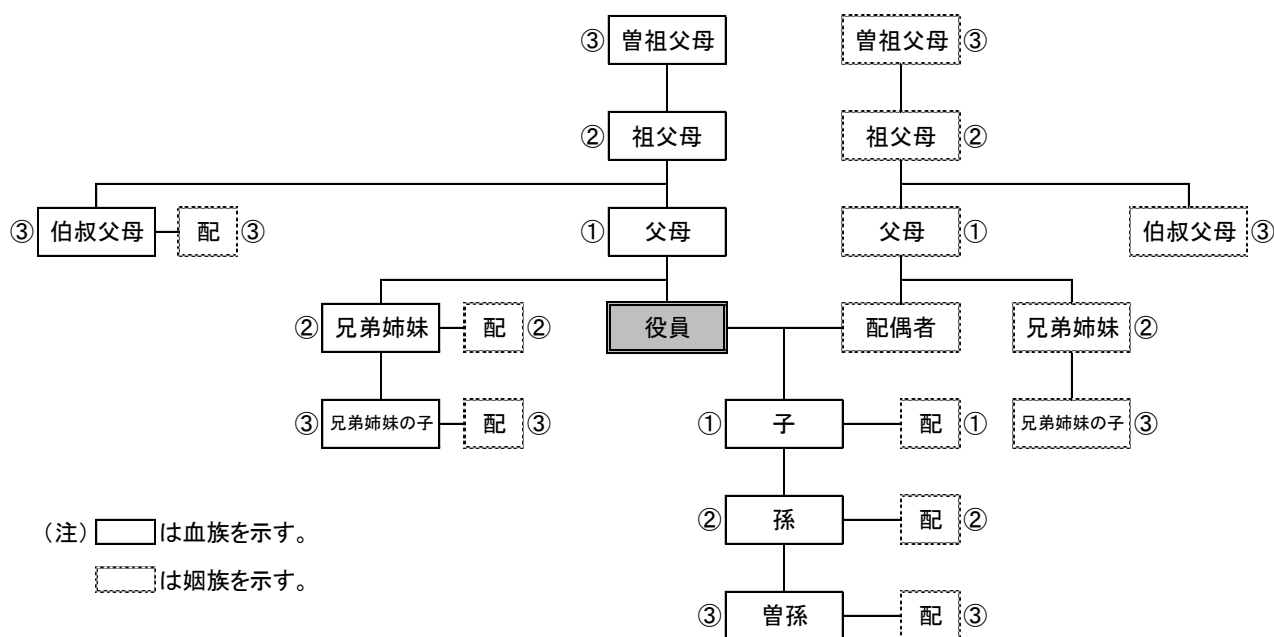 ③ 曽祖父母 曽祖父母 ③
② 祖父母 祖父母 ②
③ 伯叔父母 配 ③ ① 父母 父母 ① 伯叔父母 ③
② 兄弟姉妹 配 ② 役員 配偶者 兄弟姉妹 ②
③ 兄弟姉妹の子 配 ③ ① 子 配 ① 兄弟姉妹の子 ③
② 孫 配 ②
(注) は血族を示す。
は姻族を示す。
③ 曽孫 配 ③